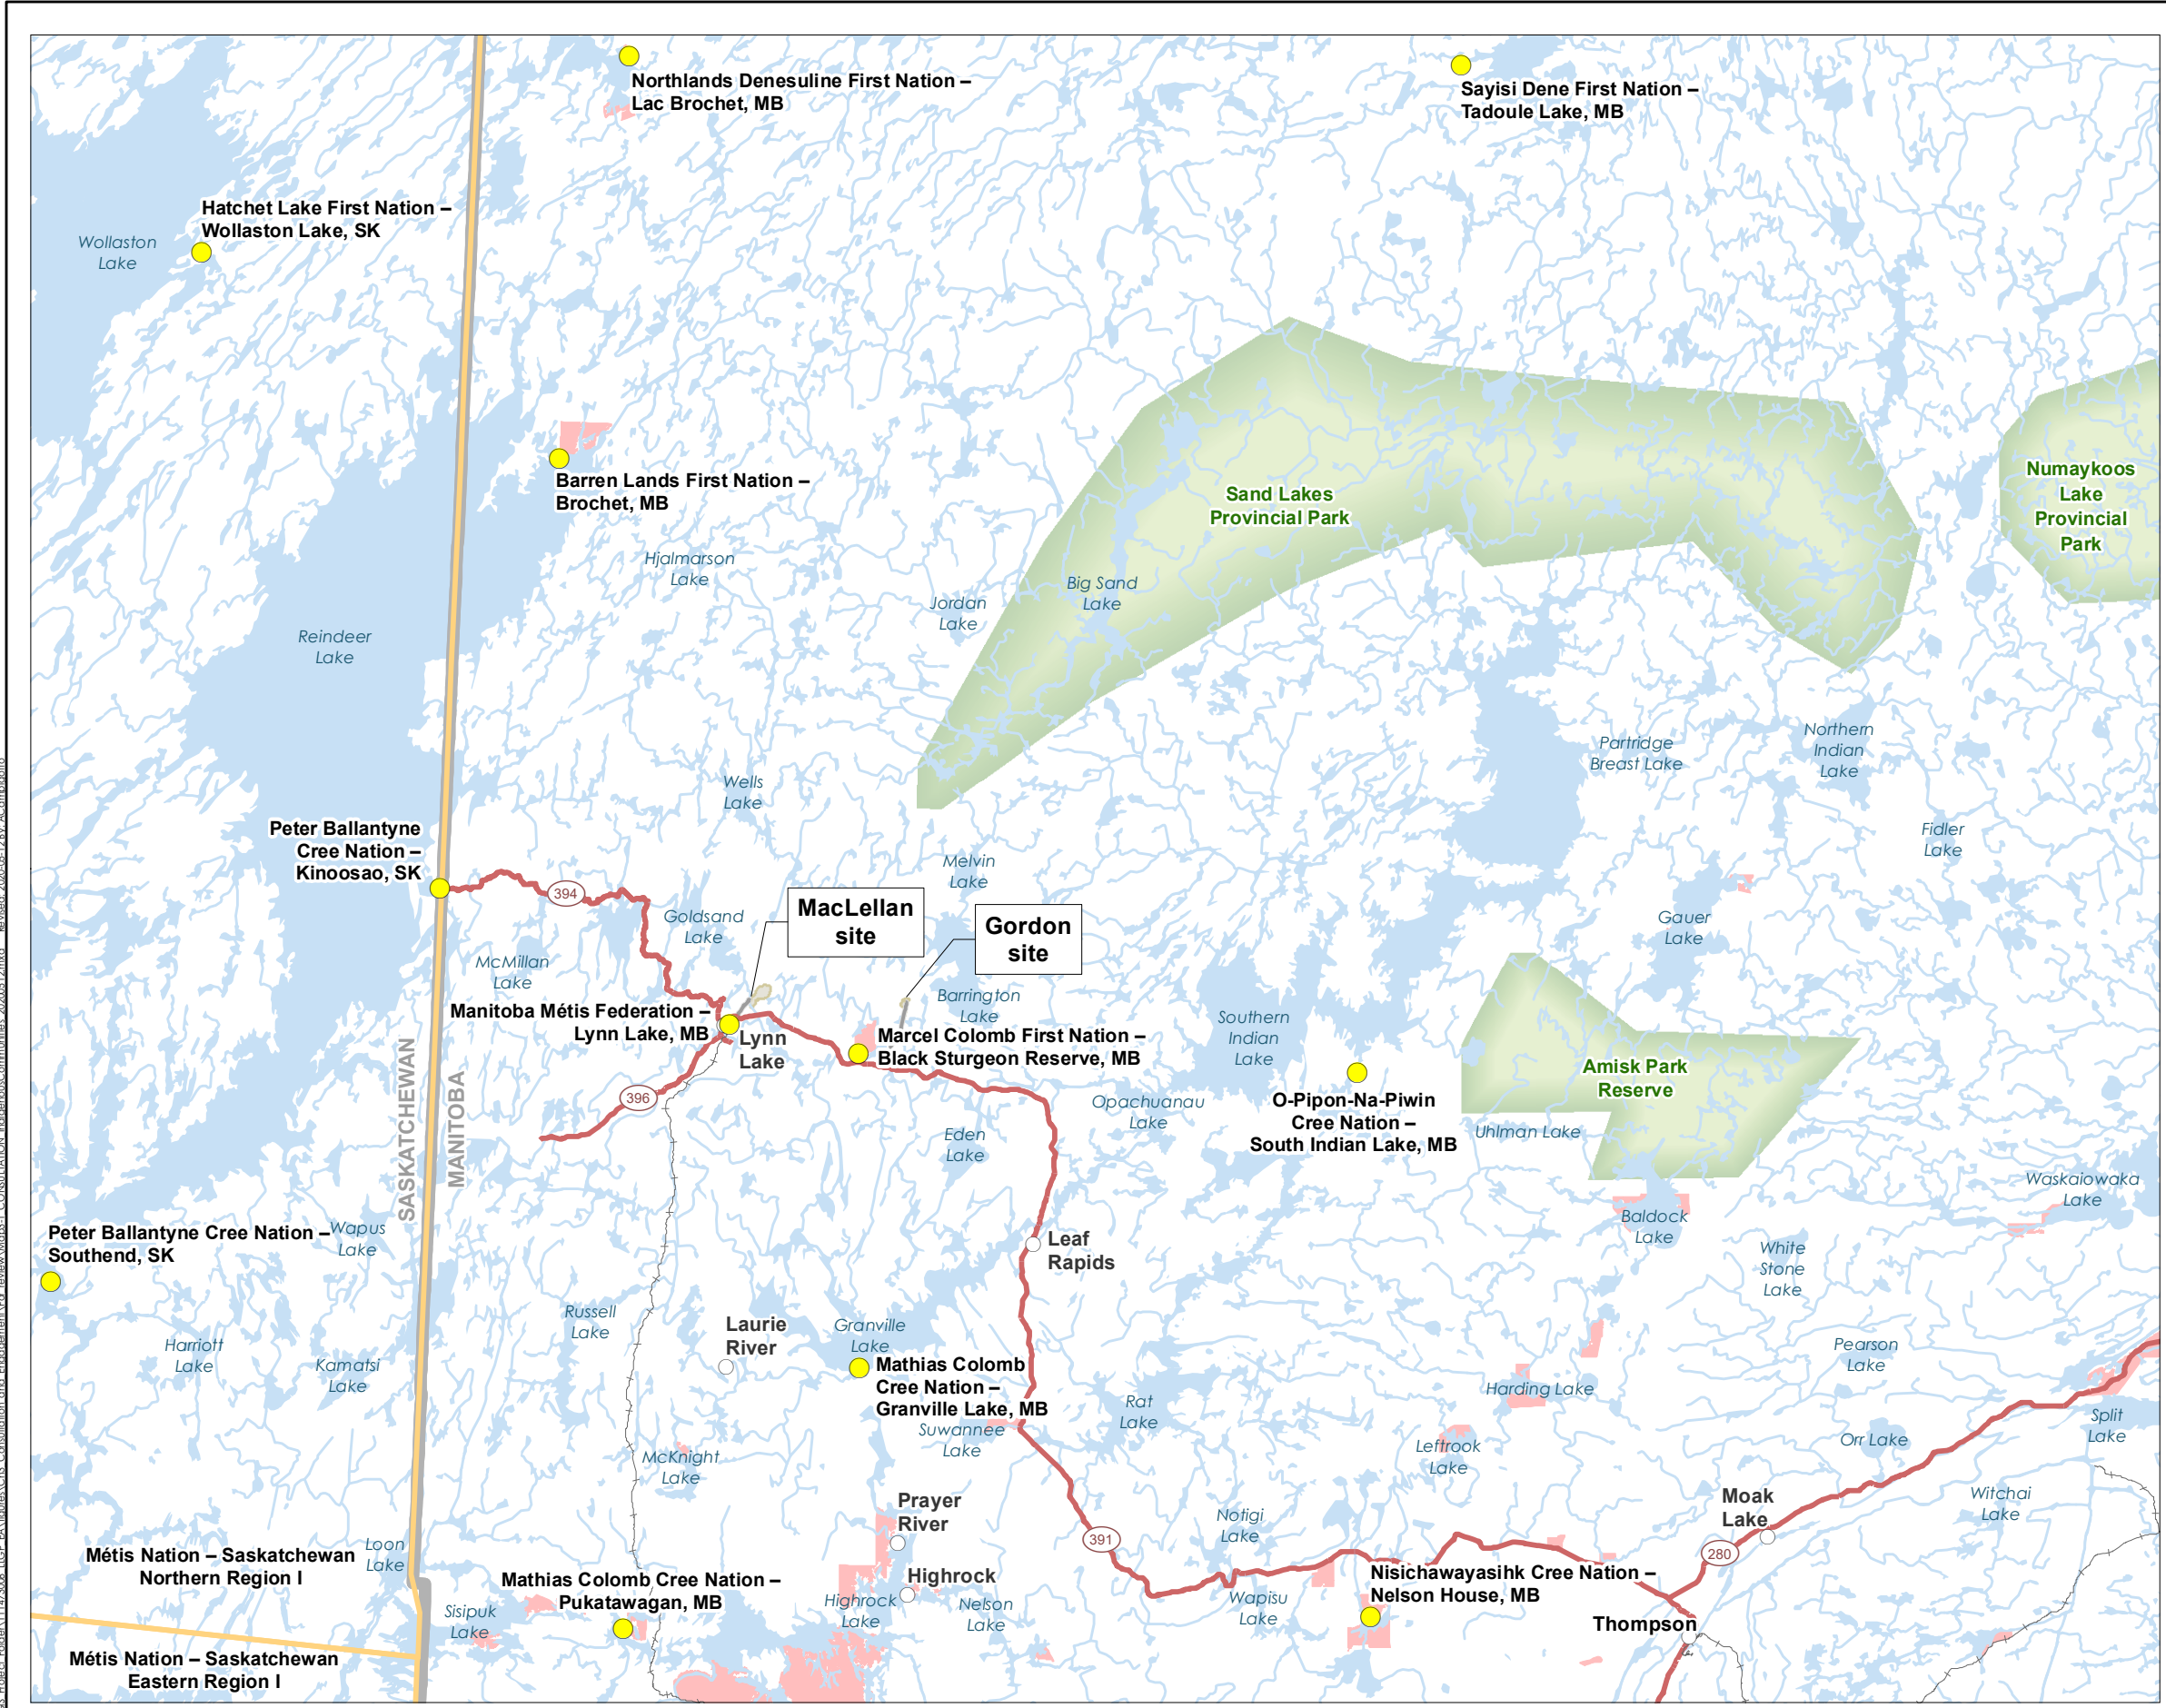 Northlands Denesuline First Nation –
Lac Brochet, MB
Sayisi Dene First Nation –
Tadoule Lake, MB
Hatchet Lake First Nation –
Wollaston Lake, SK
Wollaston
Lake
Barren Lands First Nation –
Brochet, MB
Sand Lakes
Provincial Park
Numaykoos
Lake
Provincial
Park
Hjalmarson
Lake
Big Sand
Lake
Jordan
Lake
Reindeer
Lake
Northern
Indian
Lake
Partridge
Breast Lake
Wells
Lake
Peter Ballantyne
Cree Nation –
Kinoosao, SK
Fidler
Lake
Melvin
Lake
394
MacLellan
site
Goldsand
Lake
Gordon
site
Gauer
Lake
McMillan
Lake
Barrington
Lake
Manitoba Métis Federation –
Lynn Lake, MB
Lynn
Lake
Marcel Colomb First Nation –
Black Sturgeon Reserve, MB
Southern
Indian
Lake
Amisk Park
Reserve
SASKATCHEWAN
MANITOBA
396
O-Pipon-Na-Piwin
Cree Nation –
South Indian Lake, MB
Opachuanau
Lake
Uhlman Lake
Eden
Lake
Waskaiowaka
Lake
Baldock
Lake
Peter Ballantyne Cree Nation –
Southend, SK
Wapus
Lake
Leaf
Rapids
White
Stone
Lake
Russell
Lake
Laurie
River
Granville
Lake
Harriott
Lake
Kamatsi
Lake
Pearson
Lake
Mathias Colomb
Cree Nation –
Granville Lake, MB
Harding Lake
Rat
Lake
Split
Lake
Suwannee
Lake
Orr Lake
Leftrook
Lake
McKnight
Lake
Prayer
River
Moak
Lake
Witchai
Lake
Notigi
Lake
391
280
Loon
Lake
Métis Nation – Saskatchewan
Northern Region I
Mathias Colomb Cree Nation –
Pukatawagan, MB
Highrock
Nisichawayasihk Cree Nation –
Nelson House, MB
Sisipuk
Lake
Highrock
Lake
Nelson
Lake
Wapisu
Lake
Thompson
Métis Nation – Saskatchewan
Eastern Region I